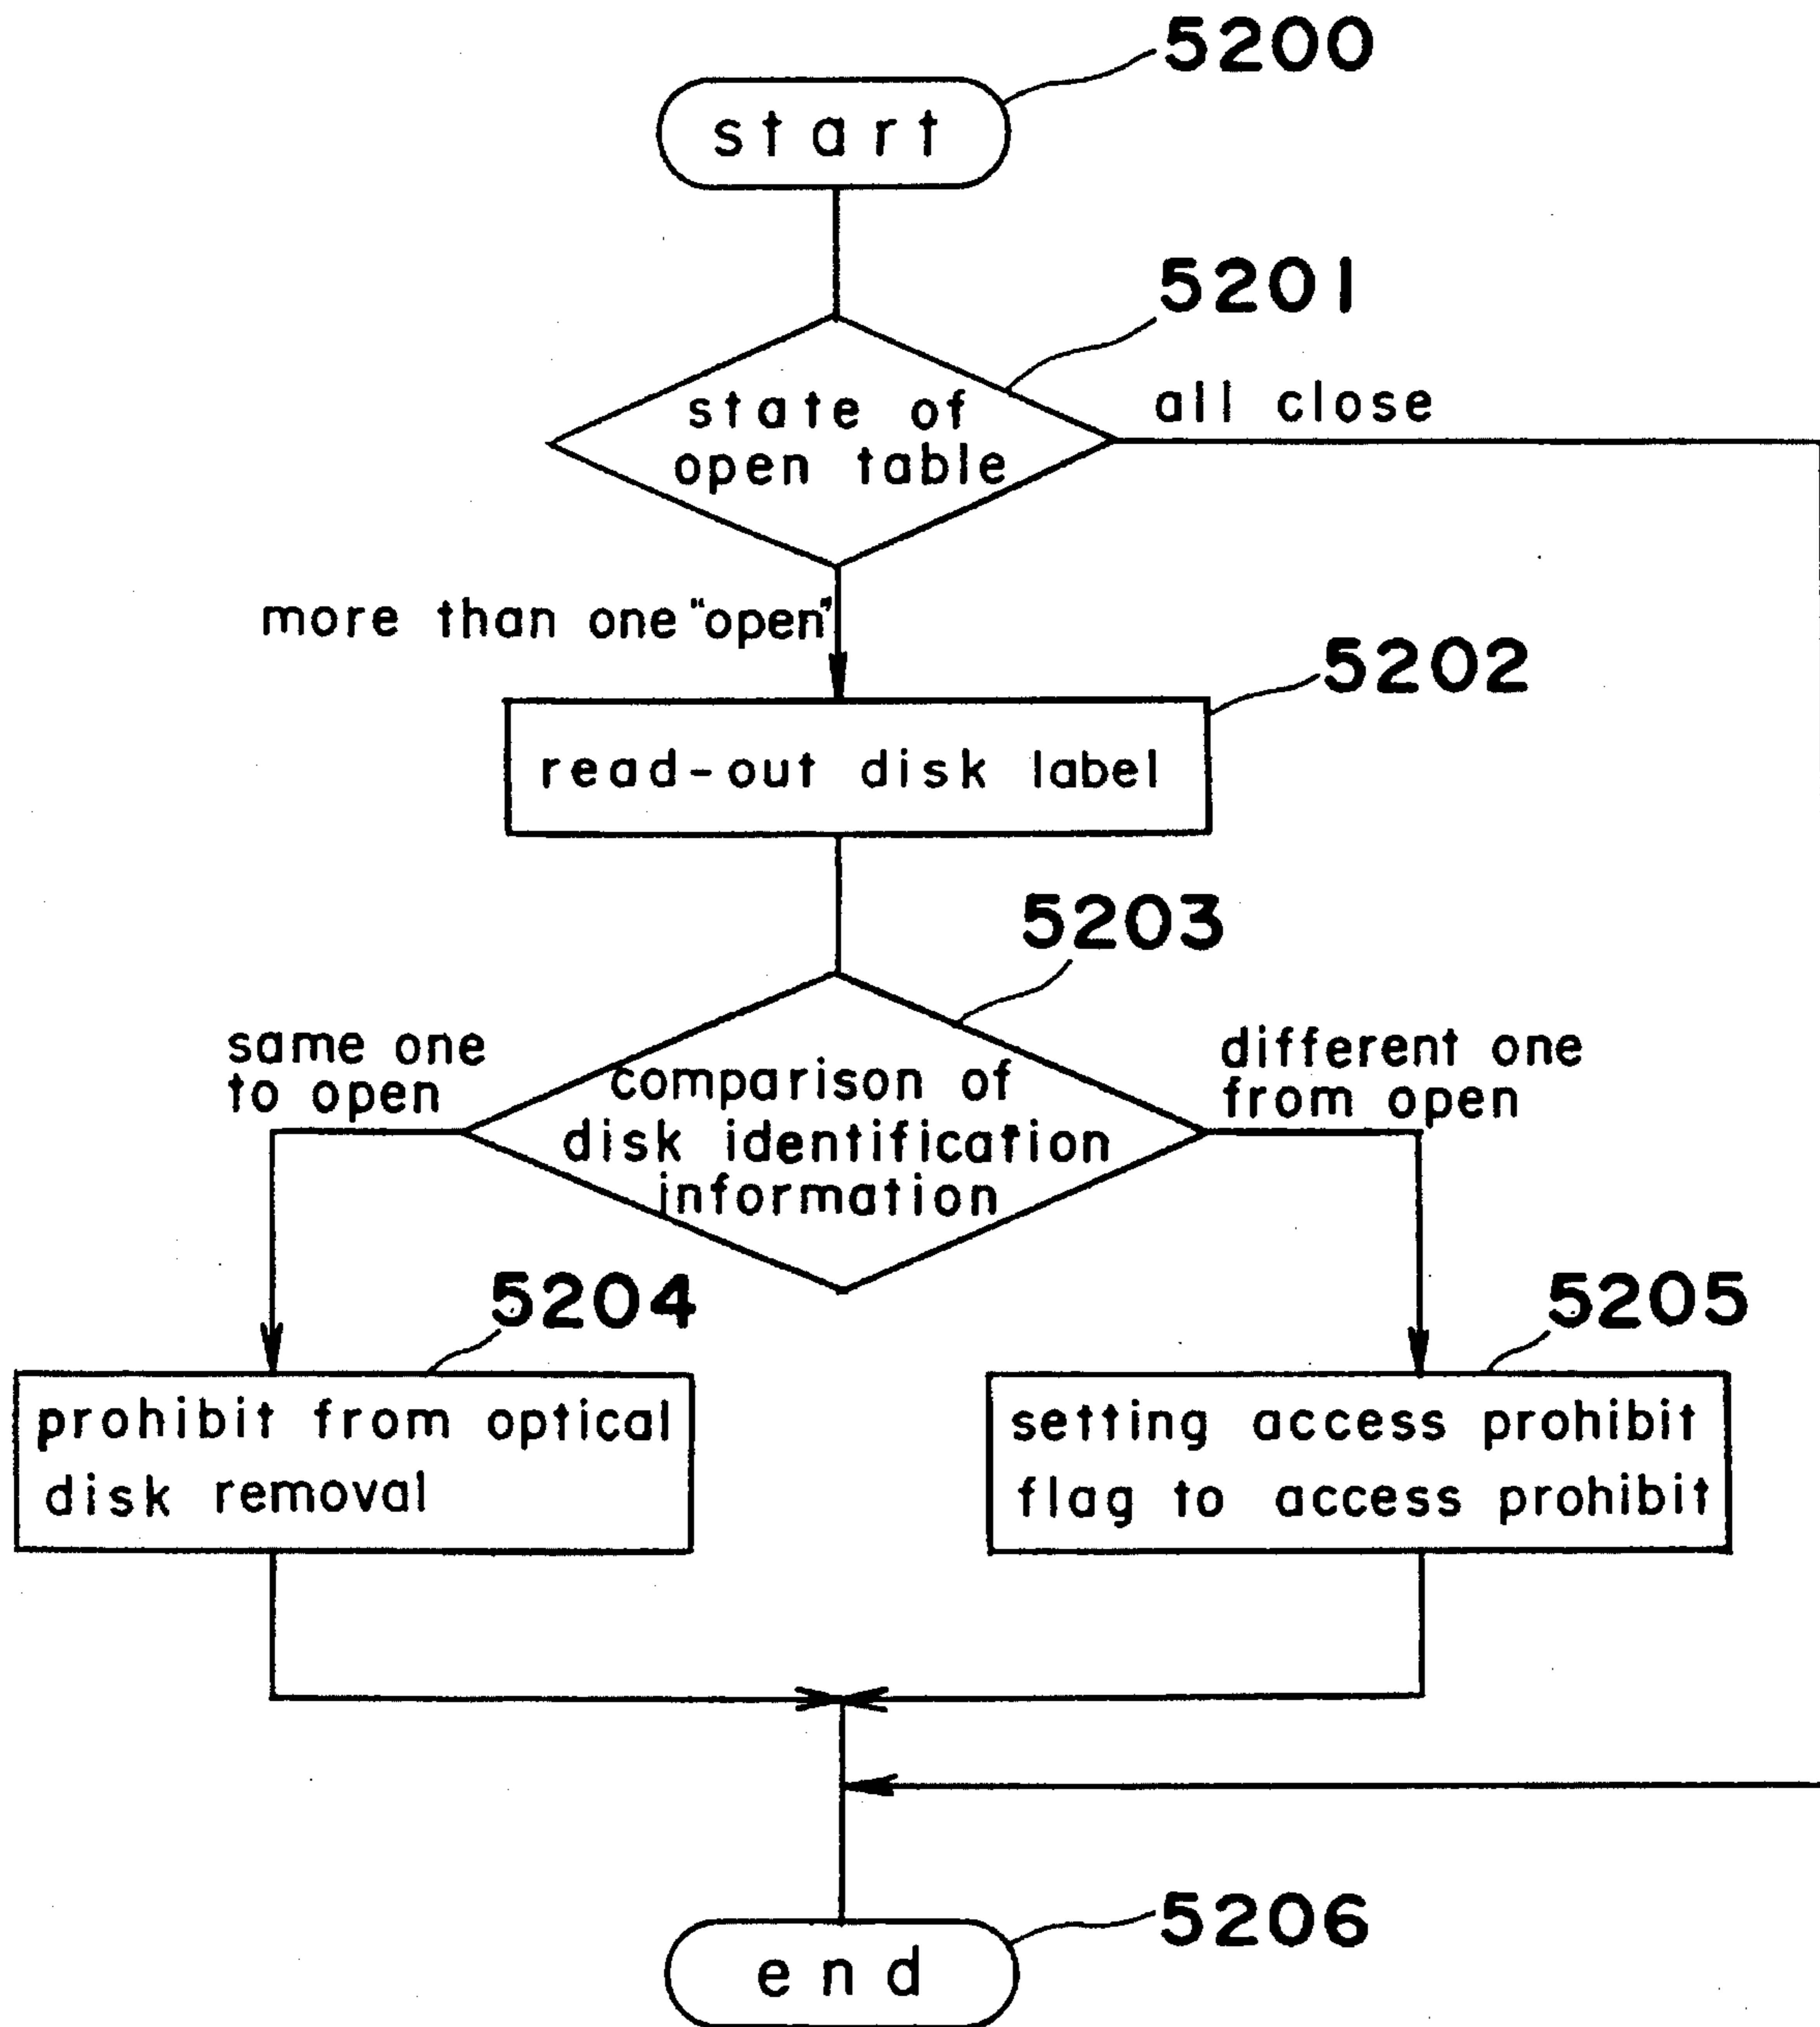 5200
start
5201
state of
open table
all close
more than one "open"
5202
read-out disk label
5203
same one
to open
comparison of
disk identification
information
different one
from open
5204
prohibit from optical
disk removal
5205
setting access prohibit
flag to access prohibit
5206
end